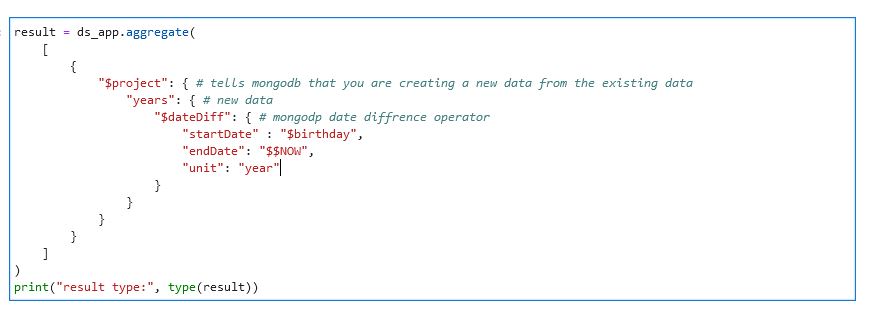 result = ds_app.aggregate(
    [
        {
            "$project": { # tells mongodb that you are creating a new data from the existing data
                "years": { # new data
                    "$dateDiff": { # mongodp date diffrence operator
                        "startDate" : "$birthday",
                        "endDate": "$$NOW",
                        "unit": "year"
                    }
                }
            }
        }
    ]
)
print("result type:", type(result))